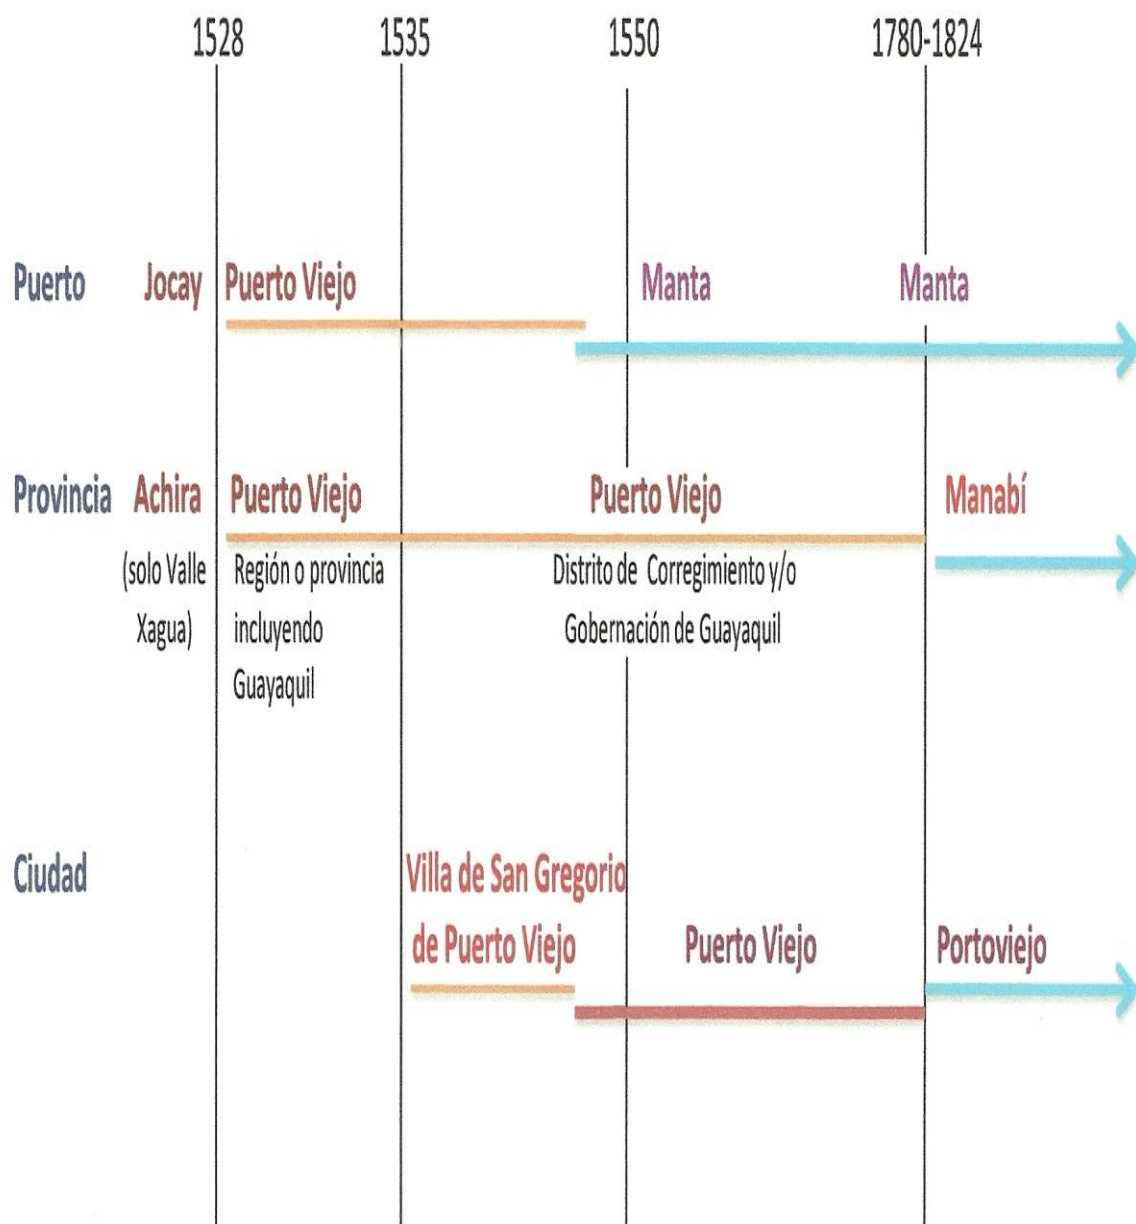 1528 1535 1550 1780-1824
Puerto Jocay Puerto Viejo Manta Manta
Provincia Achira Puerto Viejo Puerto Viejo Manabí
(solo Valle Región o provincia Distrito de Corregimiento y/o
Xagua) incluyendo Gobernación de Guayaquil
Guayaquil
Ciudad Villa de San Gregorio
de Puerto Viejo Puerto Viejo Portoviejo